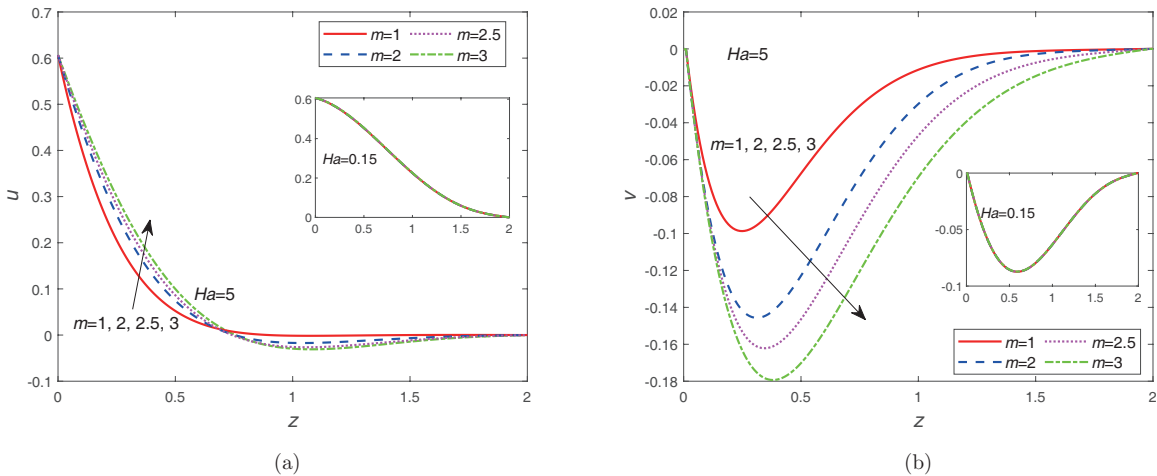 0.7
0.6
0.5
0.4
0.3
0.2
0.1
0
-0.1
u
m=1 m=2.5
m=2 m=3
0.6
0.4
0.2
0
Ha=0.15
0 0.5 1 1.5 2
Ha=5
m=1, 2, 2.5, 3
0 0.5 1 1.5 2
z
(a)
0.02
0
-0.02
-0.04
-0.06
-0.08
-0.1
-0.12
-0.14
-0.16
-0.18
v
Ha=5
m=1, 2, 2.5, 3
0
-0.05
-0.1
Ha=0.15
0 0.5 1 1.5 2
m=1 m=2.5
m=2 m=3
0 0.5 1 1.5 2
z
(b)